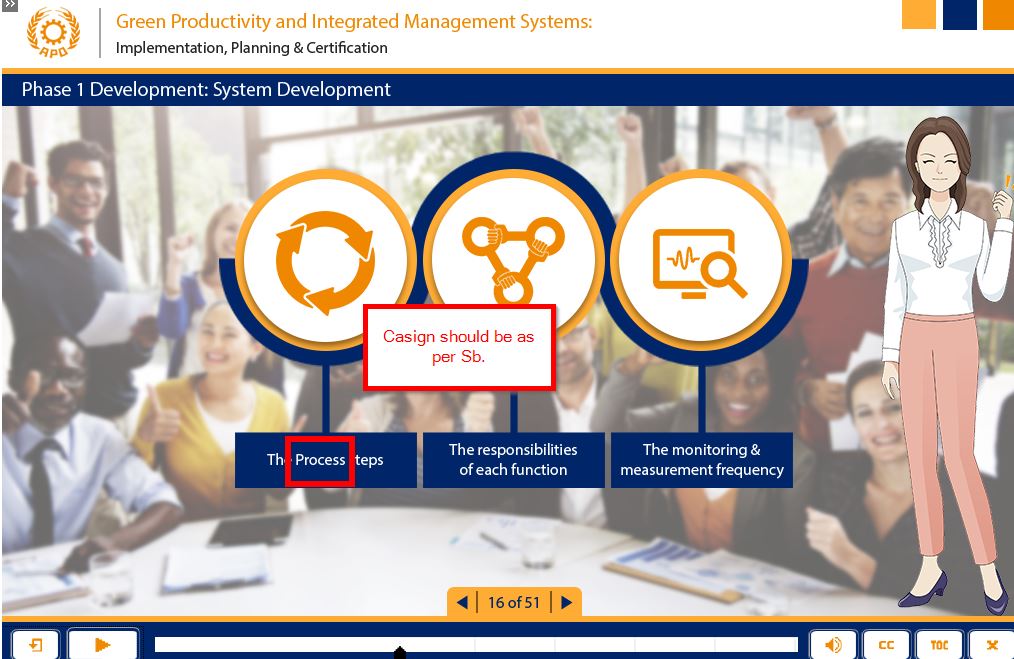 >>
Green Productivity and Integrated Management Systems:
APO
Implementation, Planning & Certification
Phase 1 Development: System Development
Casign should be as
per Sb.
The Process steps
The responsibilities
of each function
The monitoring &
measurement frequency
16 of 51
CC
TOC